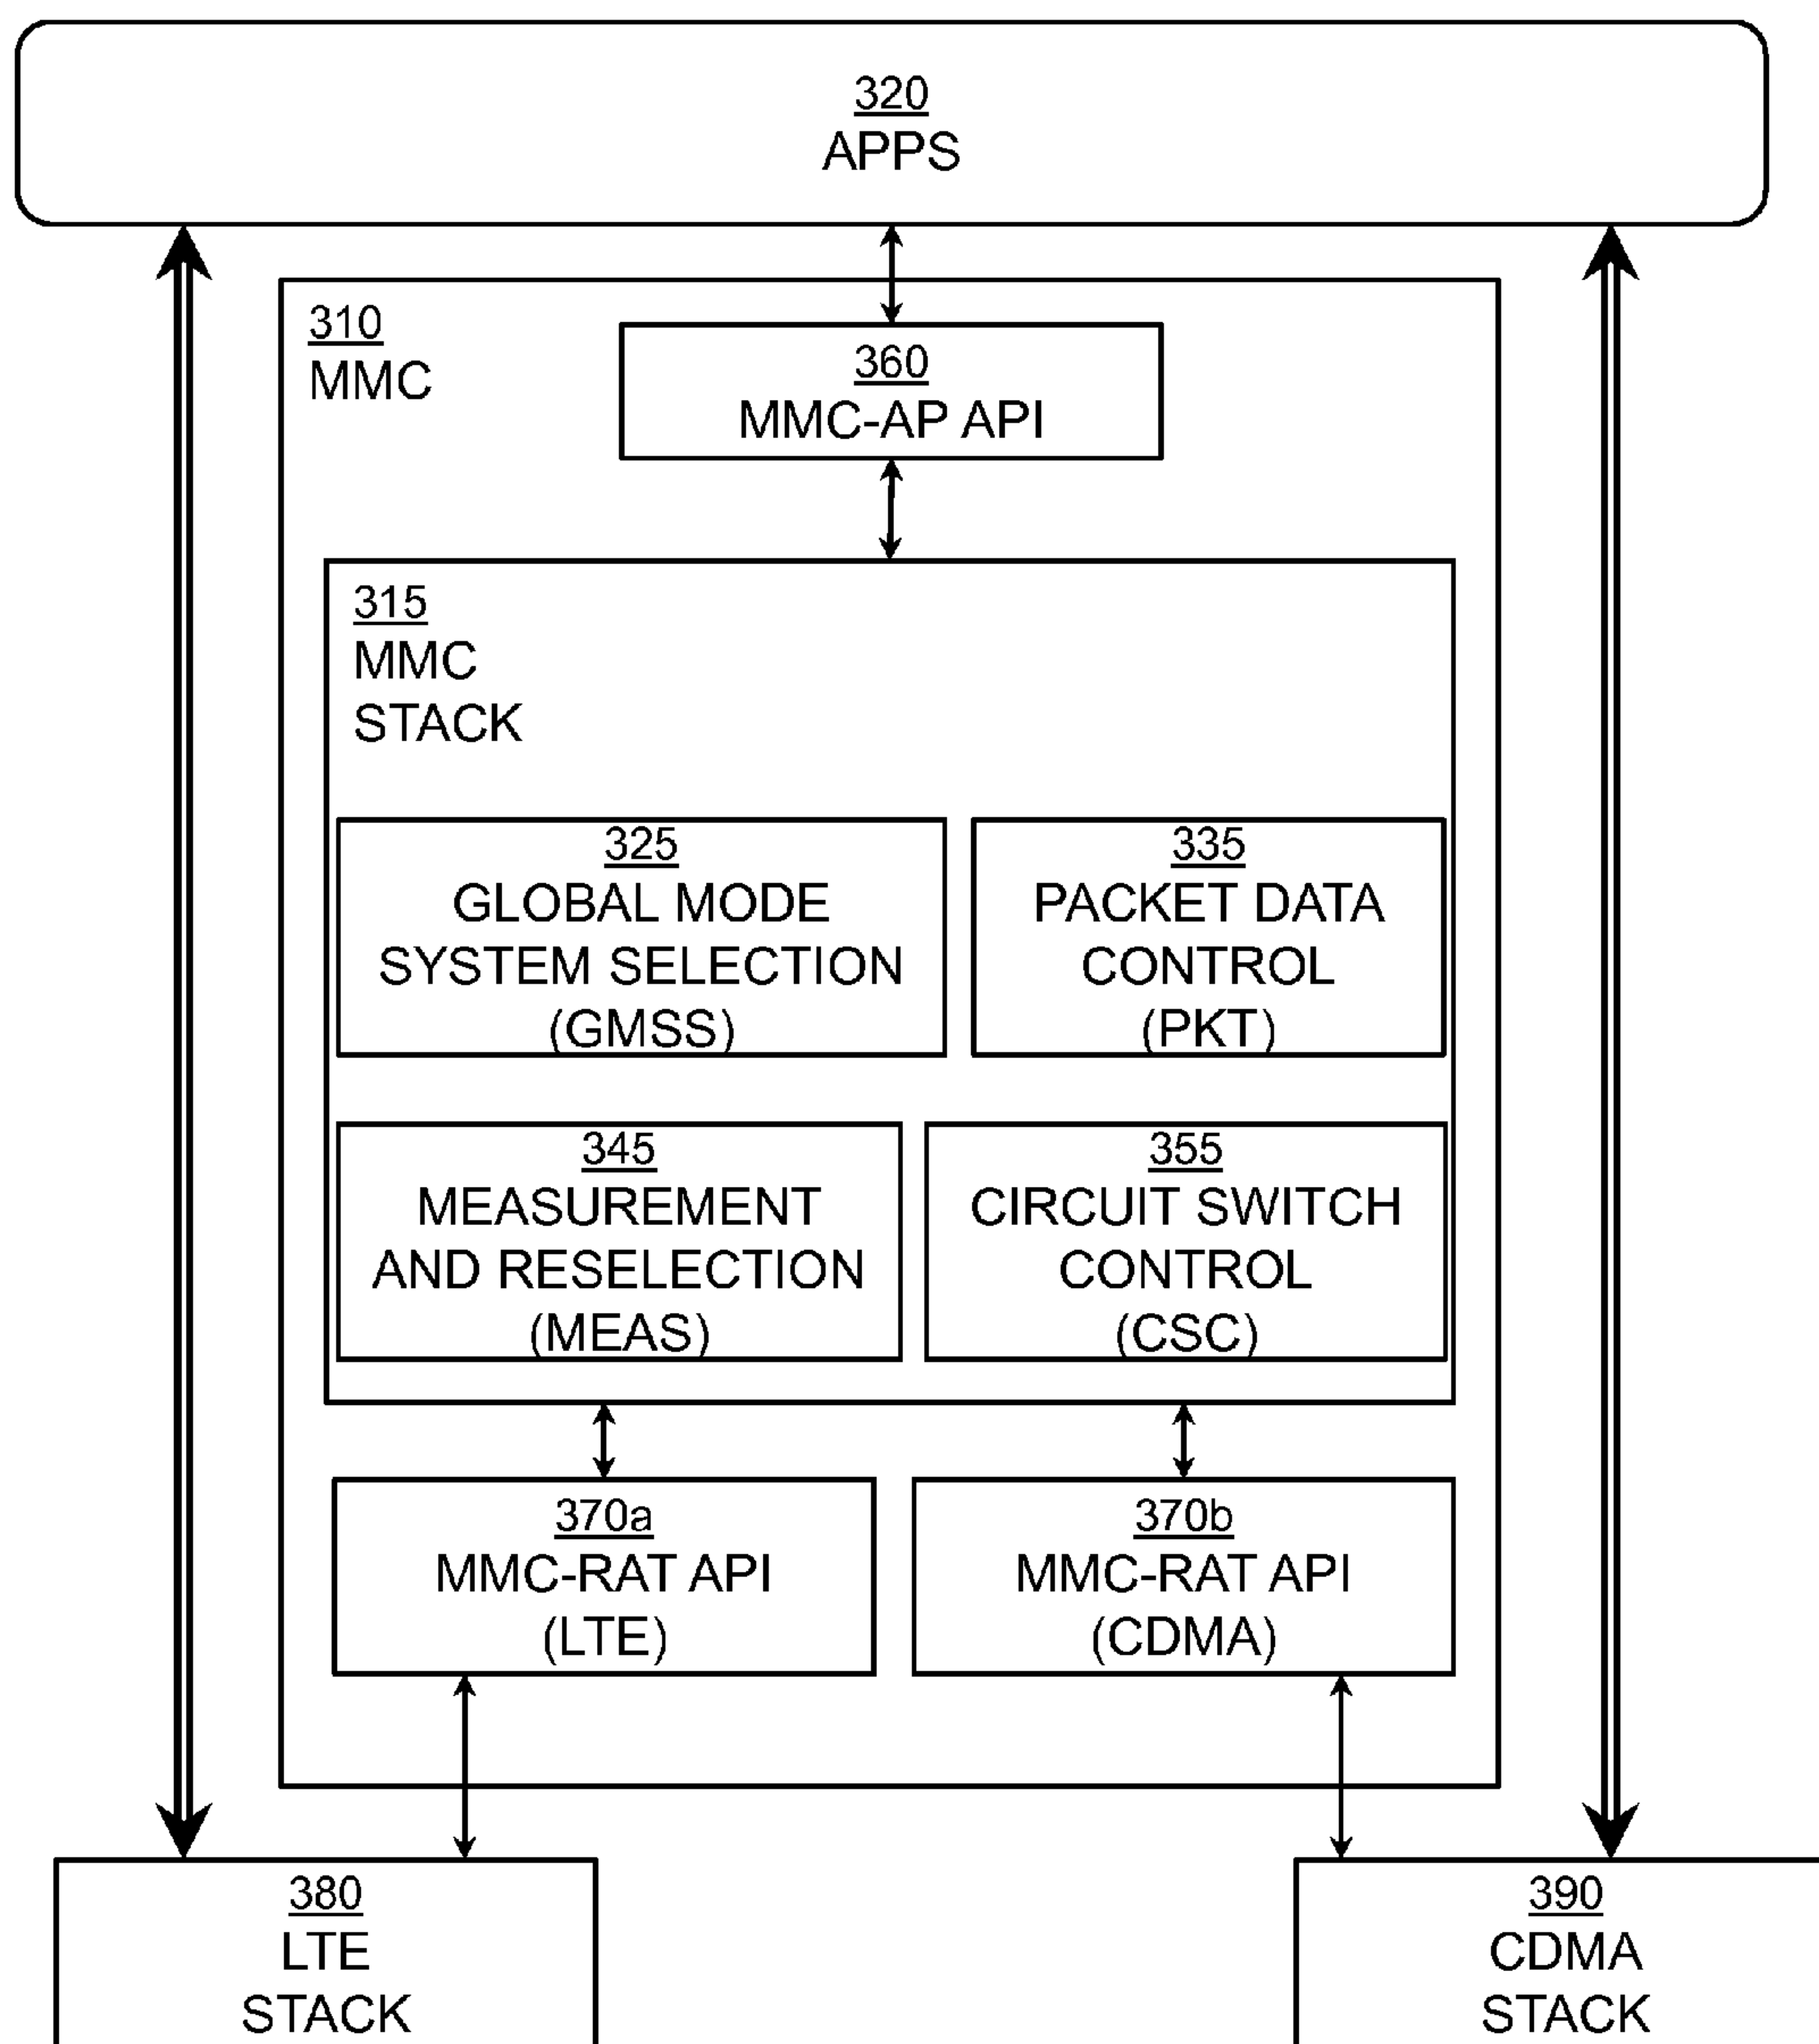 320
APPS
310
MMC
360
MMC-AP API
315
MMC
STACK
325
GLOBAL MODE
SYSTEM SELECTION
(GMSS)
335
PACKET DATA
CONTROL
(PKT)
345
MEASUREMENT
AND RESELECTION
(MEAS)
355
CIRCUIT SWITCH
CONTROL
(CSC)
370a
MMC-RAT API
(LTE)
370b
MMC-RAT API
(CDMA)
380
LTE
STACK
390
CDMA
STACK